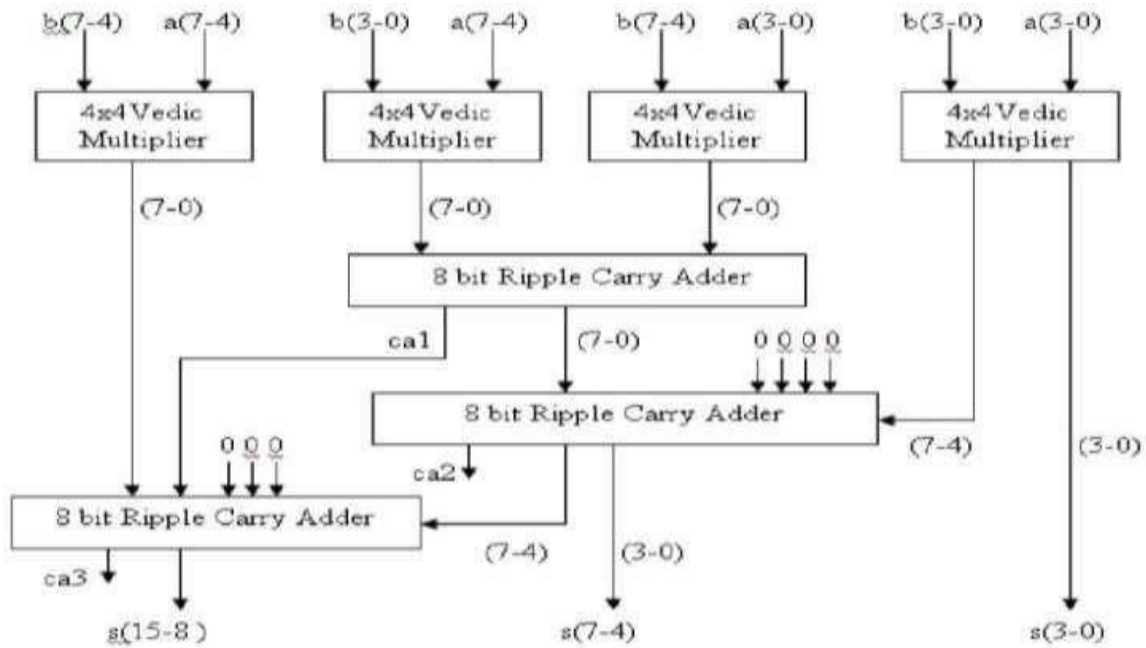 b(7-4) a(7-4) b(3-0) a(7-4) b(7-4) a(3-0) b(3-0) a(3-0)
4x4 Vedic Multiplier
4x4 Vedic Multiplier
4x4 Vedic Multiplier
4x4 Vedic Multiplier
(7-0) (7-0) (7-0)
8 bit Ripple Carry Adder
ca1 (7-0) 0 0 0 0
8 bit Ripple Carry Adder
(7-4) (3-0)
0 0 0 ca2
8 bit Ripple Carry Adder
(7-4) (3-0)
ca3
s(15-8) s(7-4) s(3-0)